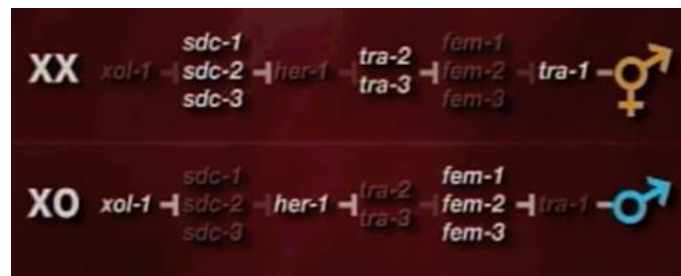 sdc-1 fem-1
XX xol-1 sdc-2 her-1 tra-2 fem-2 tra-1
sdc-3 tra-3 fem-3
sdc-1 fem-1
XO xol-1 sdc-2 her-1 tra-2 fem-2 tra-1
sdc-3 tra-3 fem-3